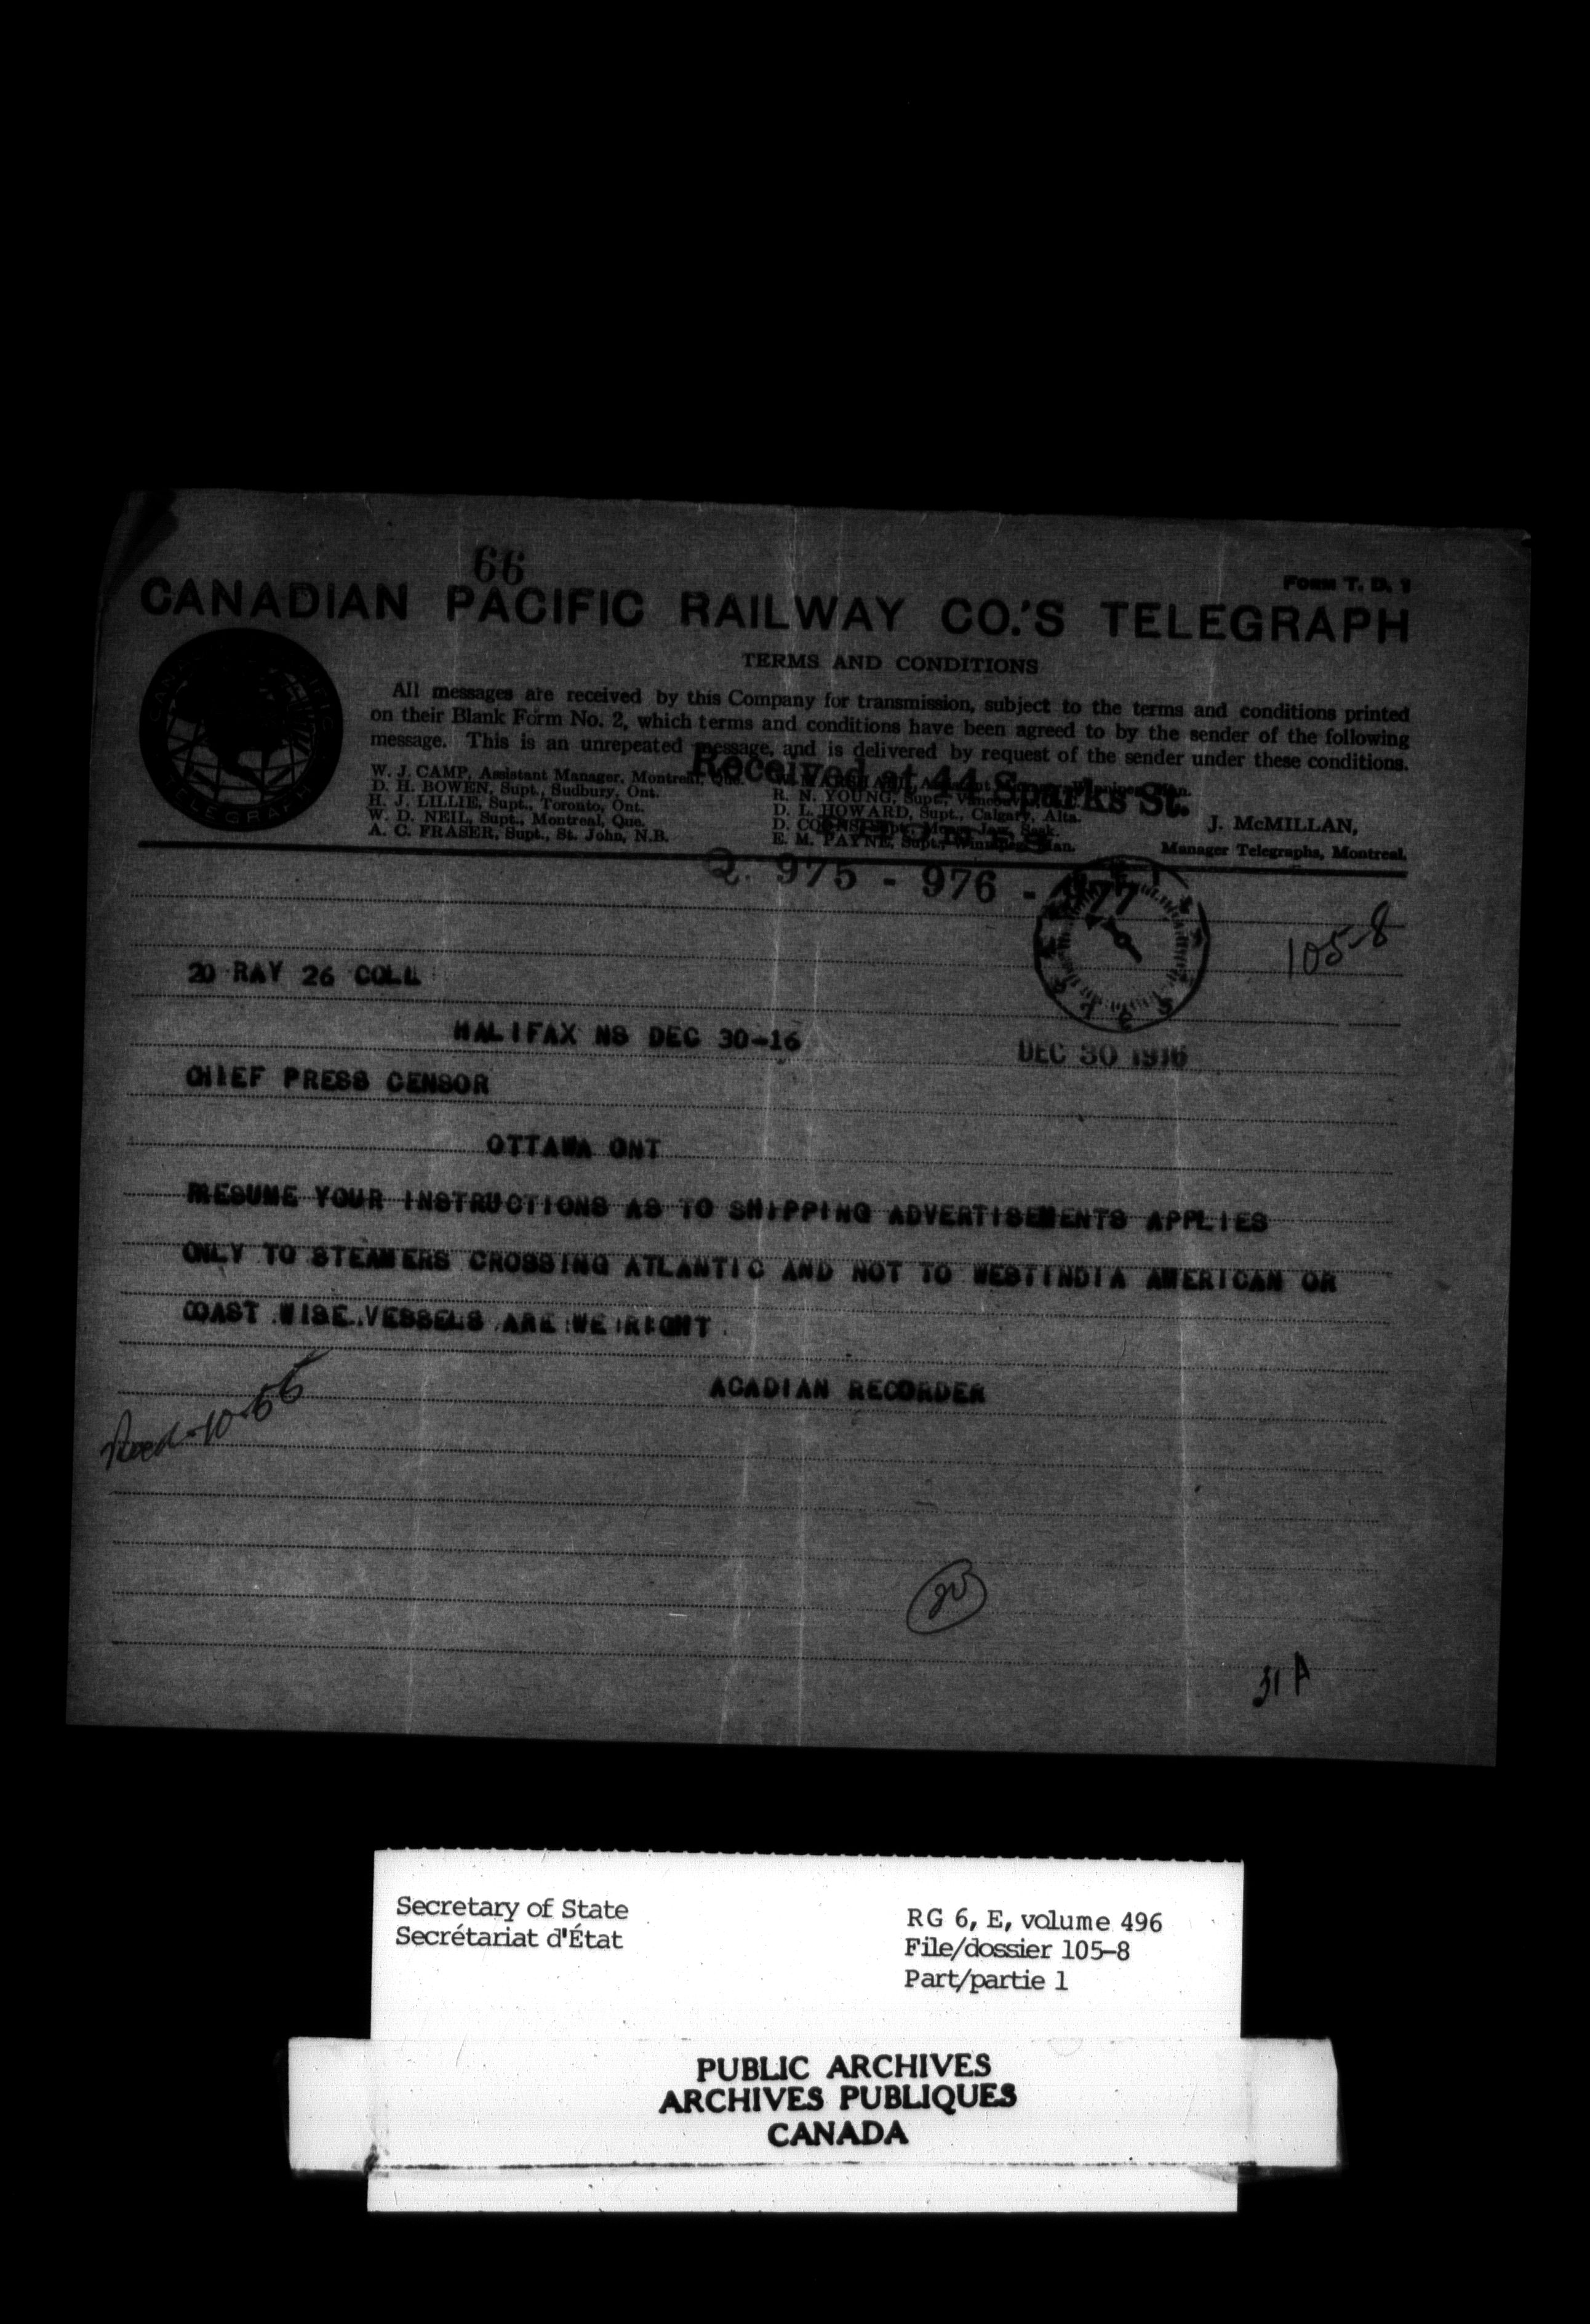 66
FORM T. D. 1
CANADIAN PACIFIC RAILWAY CO.'S TELEGRAPH
TERMS AND CONDITIONS
All messages are received by this Company for transmission, subject to the terms and conditions printed
on their Blank Form No. 2, which terms and conditions have been agreed to by the sender of the following
message. This is an unrepeated message, and is delivered by request of the sender under these conditions.
Received at 44 Sparks St.
W. J. CAMP, Assistant Manager, Montreal, Que.
D. H. BOWEN, Supt., Sudbury, Ont.
H. J. LILLIE, Supt., Toronto, Ont.
W. D. NEIL, Supt., Montreal, Que.
A. C. FRASER, Supt., St. John, N.B.
R. N. YOUNG, Supt.,
D. L. HOWARD, Supt., Calgary, Alta.
E. M. PAYNE, Supt., Winnipeg, Man.
J. McMILLAN,
Manager Telegraphs, Montreal.
Q. 975 - 976 - 977
105-8
20 RAY 26 COLL
HALIFAX NS DEC 30-16
DEC 30 1916
CHIEF PRESS CENSOR
OTTAWA ONT
PRESUME YOUR INSTRUCTIONS AS TO SHIPPING ADVERTISEMENTS APPLIES
ONLY TO STEAMERS CROSSING ATLANTIC AND NOT TO WESTINDIA AMERICAN OR
COAST WISE VESSELS ARE WE RIGHT
ACADIAN RECORDER
31 A
Secretary of State
Secrétariat d'État
RG 6, E, volume 496
File/dossier 105-8
Part/partie 1
PUBLIC ARCHIVES
ARCHIVES PUBLIQUES
CANADA